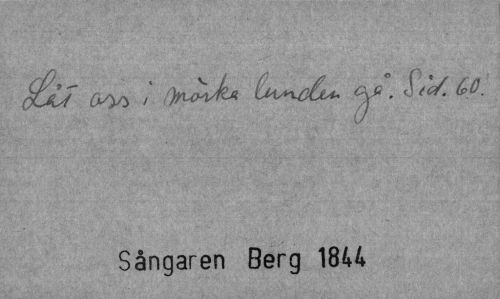 Låt oss i mörka lunden gå. Sid. 60.
Sångaren Berg 1844